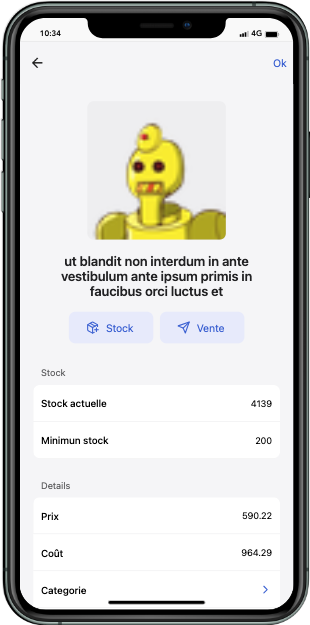 10:34
4G
Ok
ut blandit non interdum in ante
vestibulum ante ipsum primis in
faucibus orci luctus et
Stock
Vente
Stock
Stock actuelle
4139
Minimun stock
200
Details
Prix
590.22
Coût
964.29
Categorie